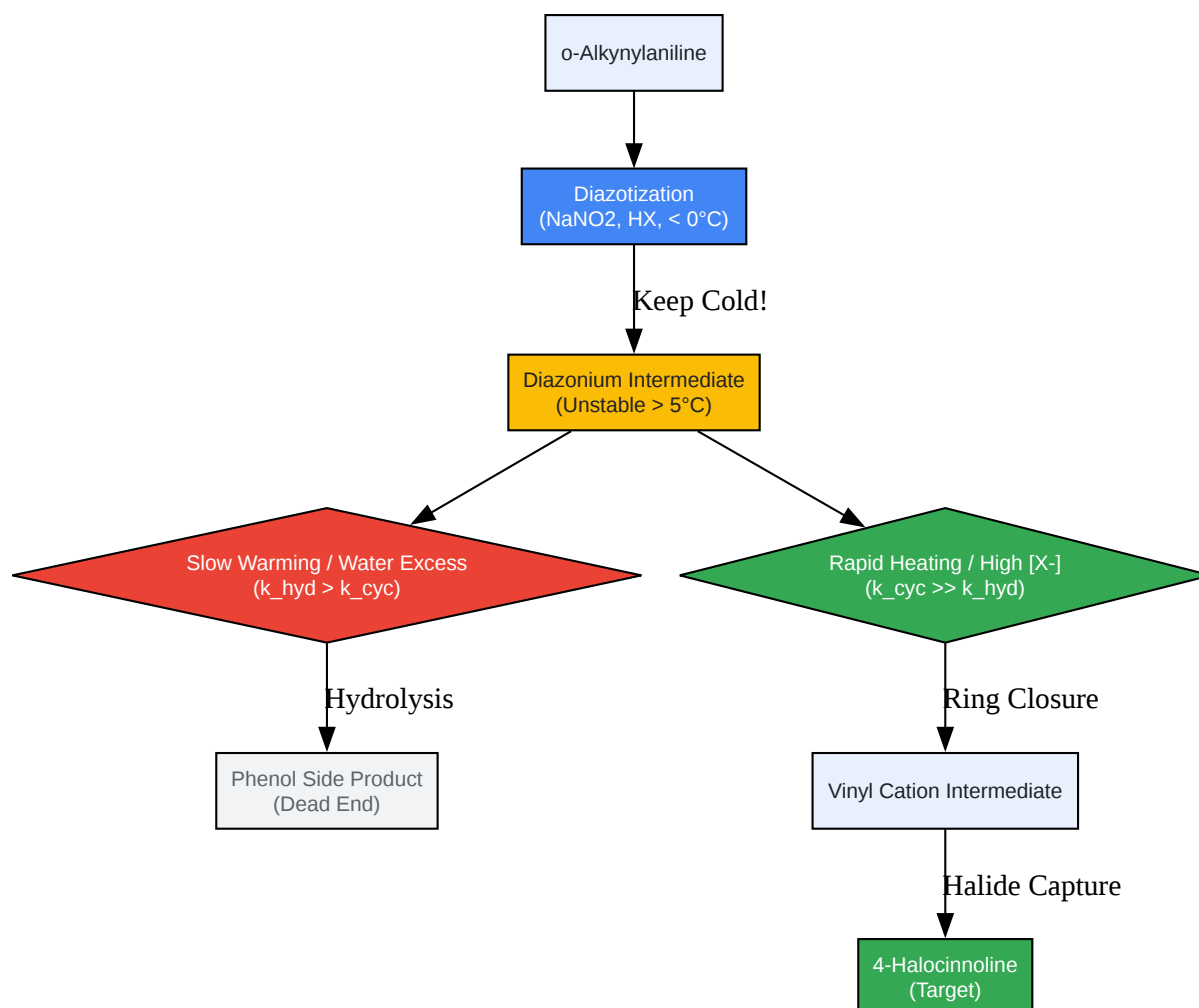 o-Alkynylaniline
Diazotization
(NaNO2, HX, < 0°C)
Keep Cold!
Diazonium Intermediate
(Unstable > 5°C)
Slow Warming / Water Excess
(k_hyd > k_cyc)
Rapid Heating / High [X-]
(k_cyc >> k_hyd)
Hydrolysis
Ring Closure
Phenol Side Product
(Dead End)
Vinyl Cation Intermediate
Halide Capture
4-Halocinnoline
(Target)